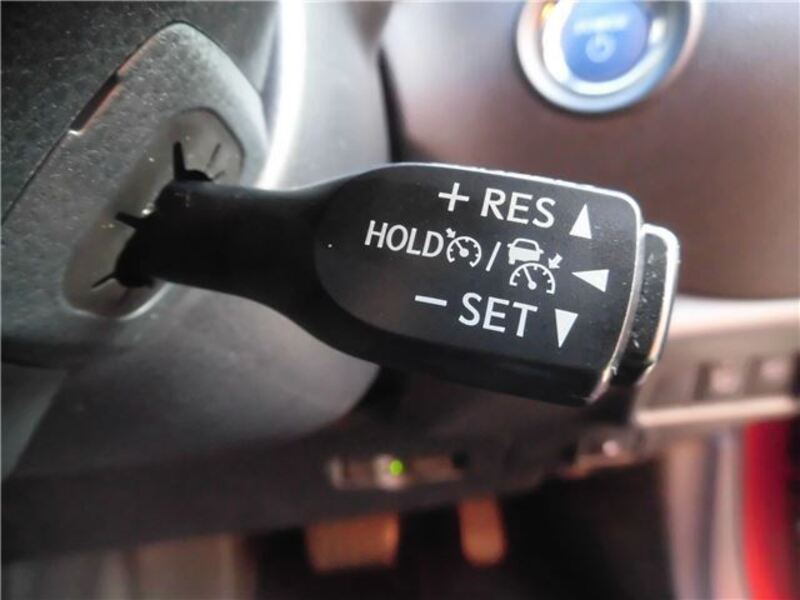 + RES ▲
HOLD / ◀
− SET ▼